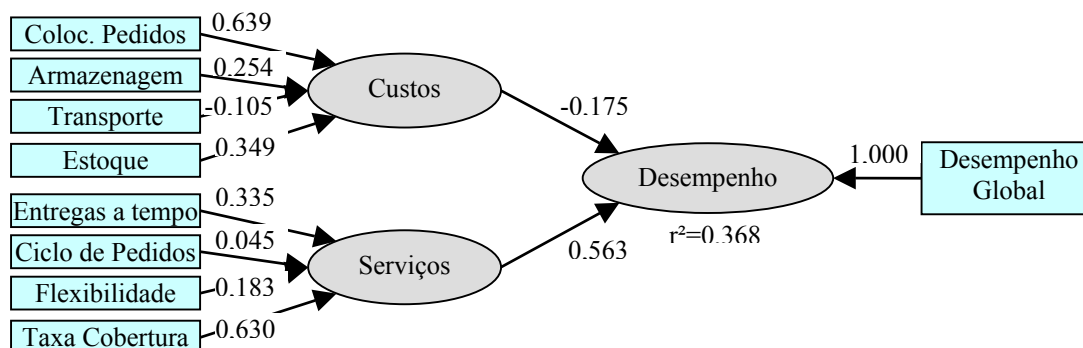 Coloc. Pedidos
0.639
Armazenagem
0.254
Transporte
-0.105
Estoque
0.349
Custos
-0.175
Entregas a tempo
0.335
Ciclo de Pedidos
0.045
Flexibilidade
0.183
Taxa Cobertura
0.630
Serviços
0.563
Desempenho
r²=0.368
1.000
Desempenho
Global